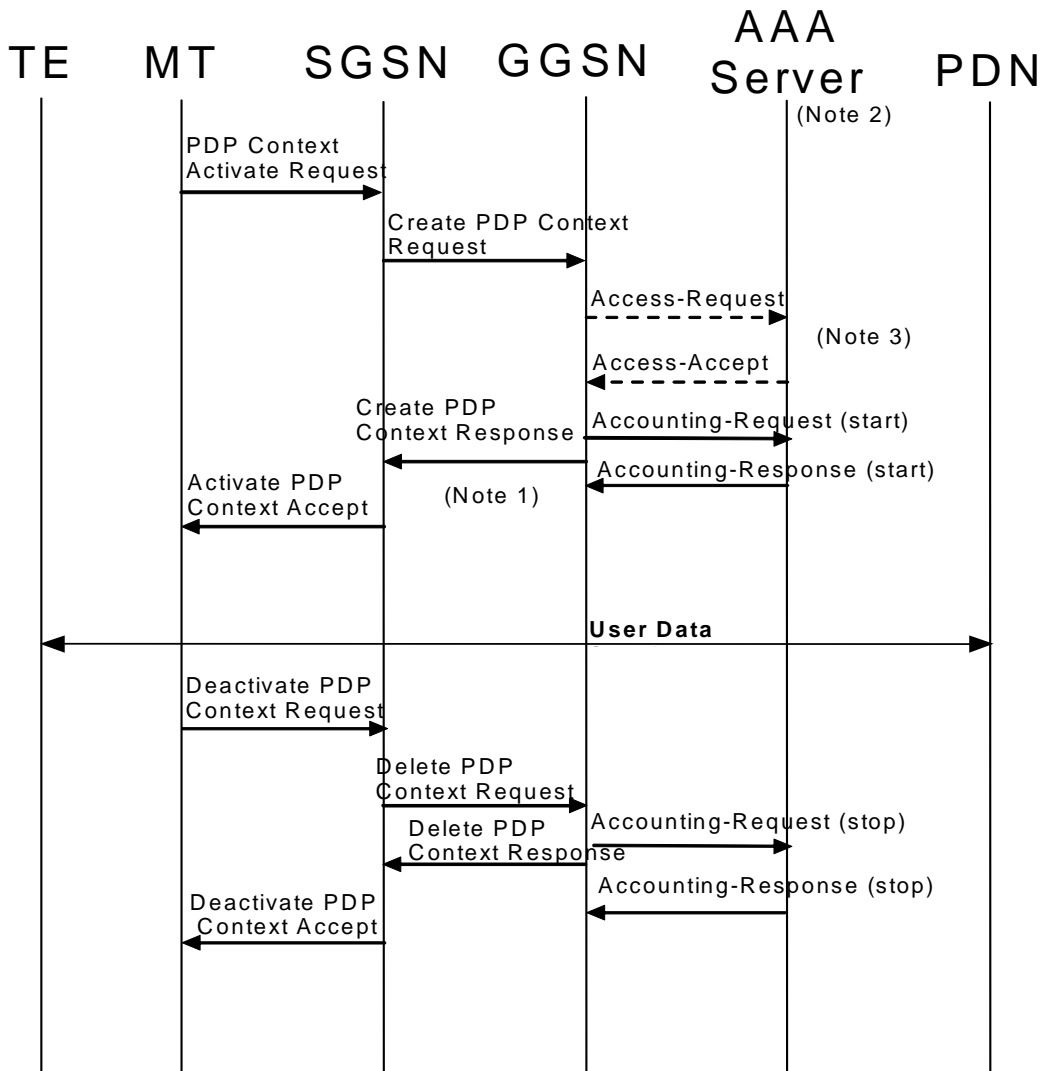 TE
MT
SGSN
GGSN
AAA
Server
PDN
(Note 2)
PDP Context
Activate Request
Create PDP Context
Request
Access-Request
(Note 3)
Access-Accept
Create PDP
Context Response
Accounting-Request (start)
Accounting-Response (start)
(Note 1)
Activate PDP
Context Accept
User Data
Deactivate PDP
Context Request
Delete PDP
Context Request
Accounting-Request (stop)
Delete PDP
Context Response
Accounting-Response (stop)
Deactivate PDP
Context Accept